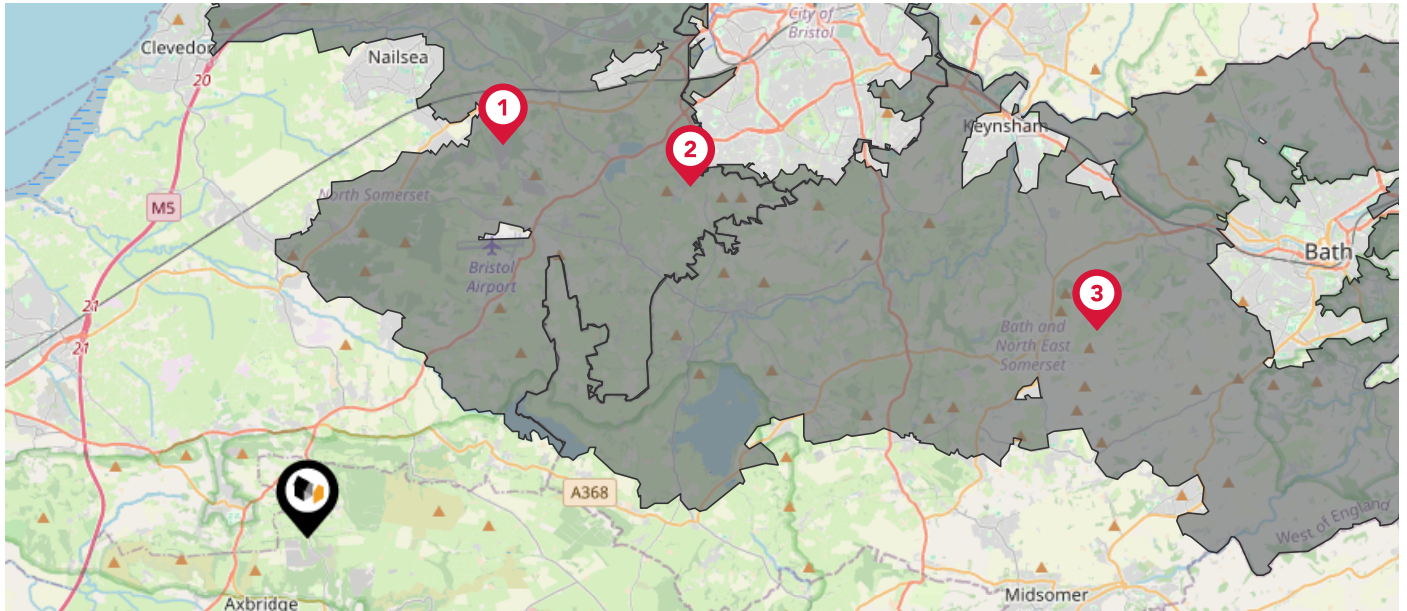 City of
Bristol
Clevedon
Nailsea
20
1
Keynsham
2
North Somerset
M5
Bath
Bristol
Airport
3
21
21
Bath and
North East
Somerset
A368
West of England
Axbridge
Midsomer